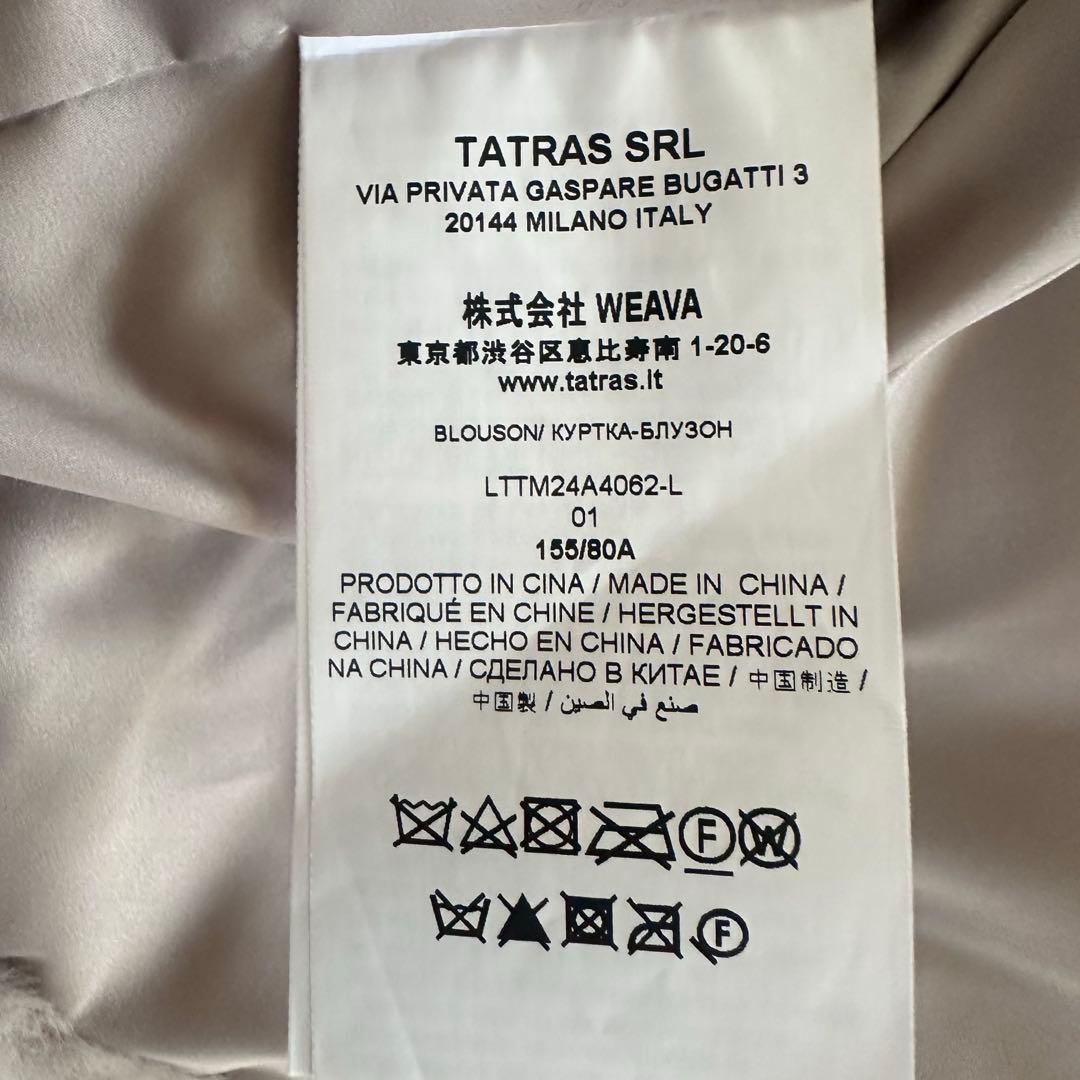 TATRAS SRL
VIA PRIVATA GASPARE BUGATTI 3
20144 MILANO ITALY
株式会社 WEAVA
東京都渋谷区恵比寿南 1-20-6
www.tatras.it
BLOUSON/ КУРТКА-БЛУЗОН
LTTM24A4062-L
01
155/80A
PRODOTTO IN CINA / MADE IN CHINA /
FABRIQUÉ EN CHINE / HERGESTELLT IN
CHINA / HECHO EN CHINA / FABRICADO
NA CHINA / СДЕЛАНО В КИТАЕ / 中国制造 /
中国製 / صنع في الصين
F W
F